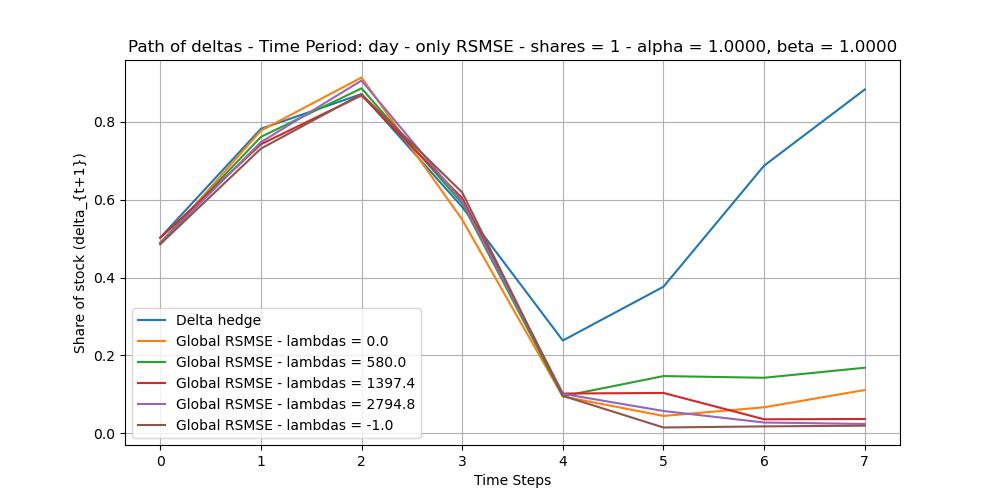 Path of deltas - Time Period: day - only RSMSE - shares = 1 - alpha = 1.0000, beta = 1.0000
Share of stock (delta_{t+1})
0.8
0.6
0.4
0.2
0.0
Delta hedge
Global RSMSE - lambdas = 0.0
Global RSMSE - lambdas = 580.0
Global RSMSE - lambdas = 1397.4
Global RSMSE - lambdas = 2794.8
Global RSMSE - lambdas = -1.0
0 1 2 3 4 5 6 7
Time Steps